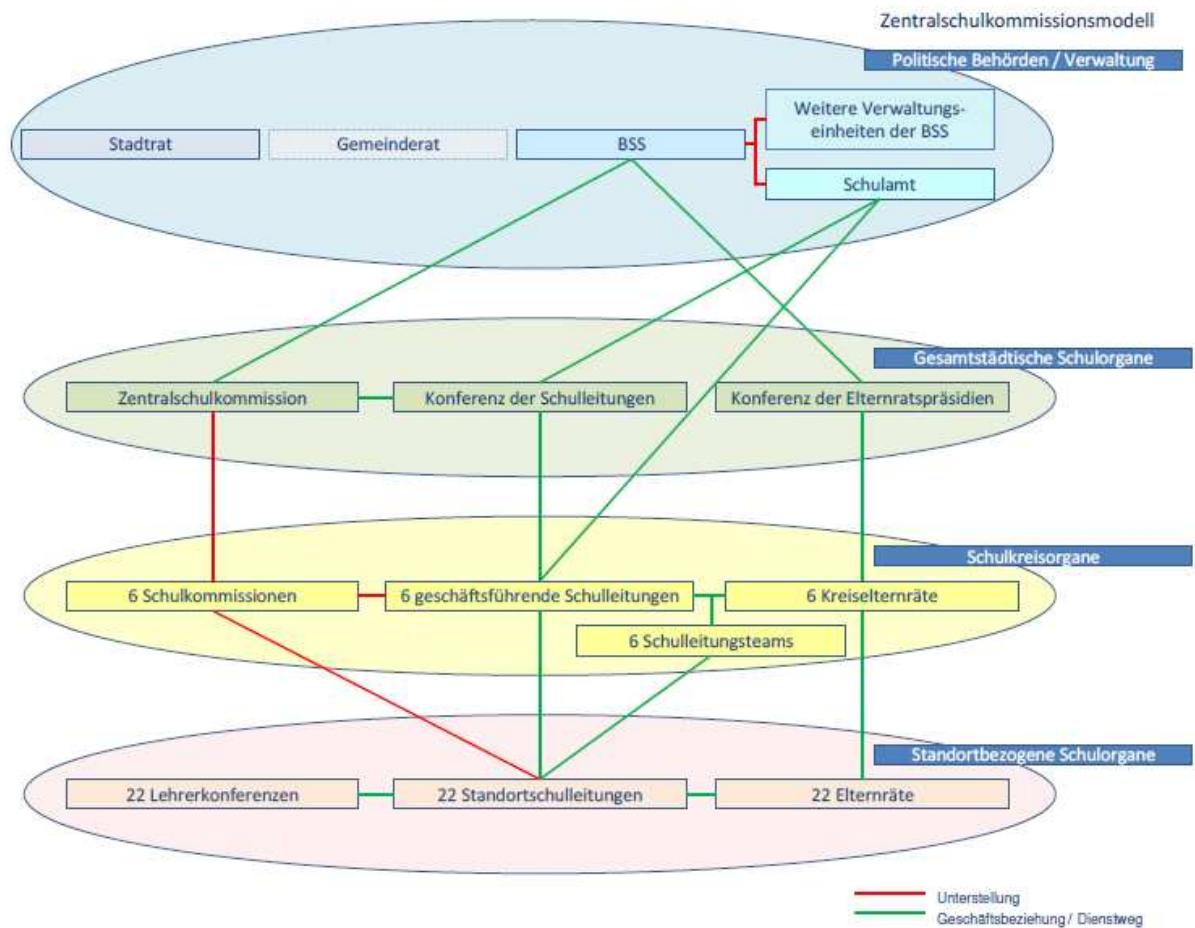 Zentralschulkommissionsmodell
Politische Behörden / Verwaltung
Weitere Verwaltungs-
einheiten der BSS
Stadtrat
Gemeinderat
BSS
Schulamt
Gesamtstädtische Schulorgane
Zentralschulkommission
Konferenz der Schulleitungen
Konferenz der Elternratspräsidien
Schulkreisorgane
6 Schulkommissionen
6 geschäftsführende Schulleitungen
6 Kreiselternräte
6 Schulleitungsteams
Standortbezogene Schulorgane
22 Lehrerkonferenzen
22 Standortschulleitungen
22 Elternräte
Unterstellung
Geschäftsbeziehung / Dienstweg